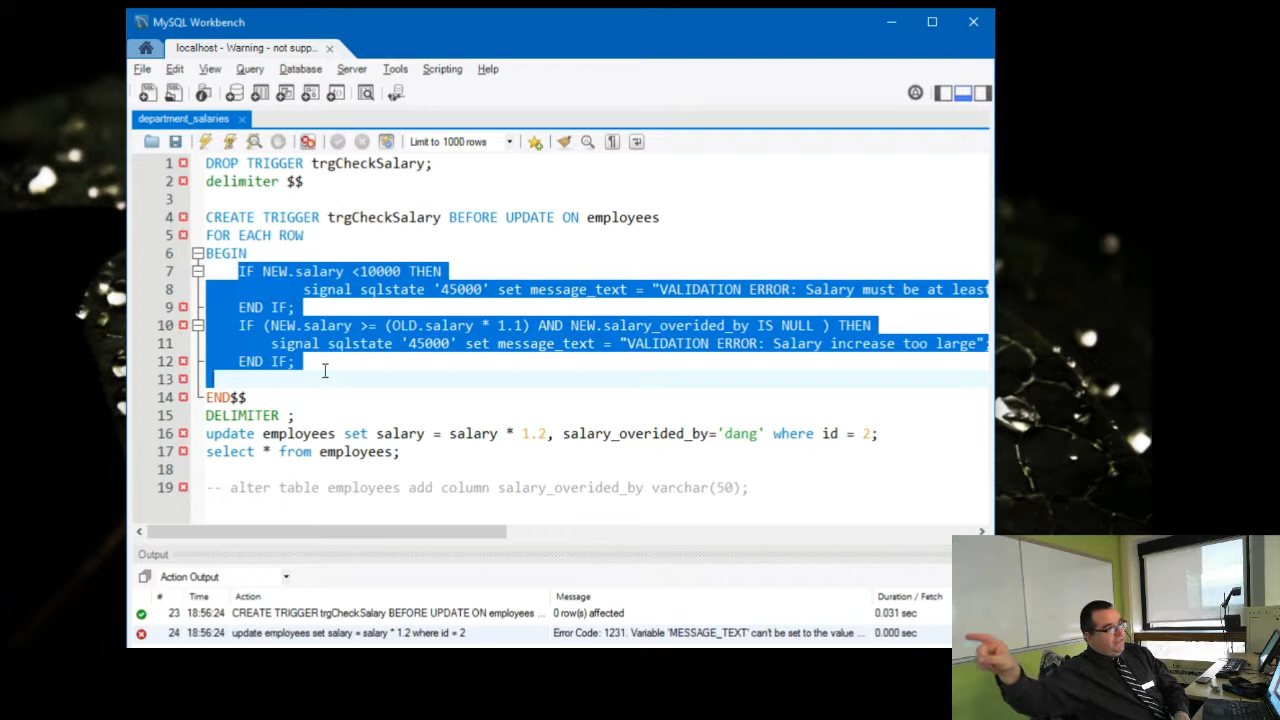 MySQL Workbench
localhost - Warning - not supp...
File Edit View Query Database Server Tools Scripting Help
department_salaries
Limit to 1000 rows
1 DROP TRIGGER trgCheckSalary;
2 delimiter $$
3
4 CREATE TRIGGER trgCheckSalary BEFORE UPDATE ON employees
5 FOR EACH ROW
6 BEGIN
7 IF NEW.salary <10000 THEN
8 signal sqlstate '45000' set message_text = "VALIDATION ERROR: Salary must be at least
9 END IF;
10 IF (NEW.salary >= (OLD.salary * 1.1) AND NEW.salary_overided_by IS NULL ) THEN
11 signal sqlstate '45000' set message_text = "VALIDATION ERROR: Salary increase too large";
12 END IF;
13
14 END$$
15 DELIMITER ;
16 update employees set salary = salary * 1.2, salary_overided_by='dang' where id = 2;
17 select * from employees;
18
19 -- alter table employees add column salary_overided_by varchar(50);
Output
Action Output
# Time Action Message Duration / Fetch
23 18:56:24 CREATE TRIGGER trgCheckSalary BEFORE UPDATE ON employees ... 0 row(s) affected 0.031 sec
24 18:56:24 update employees set salary = salary * 1.2 where id = 2 Error Code: 1231. Variable 'MESSAGE_TEXT' can't be set to the value ... 0.000 sec